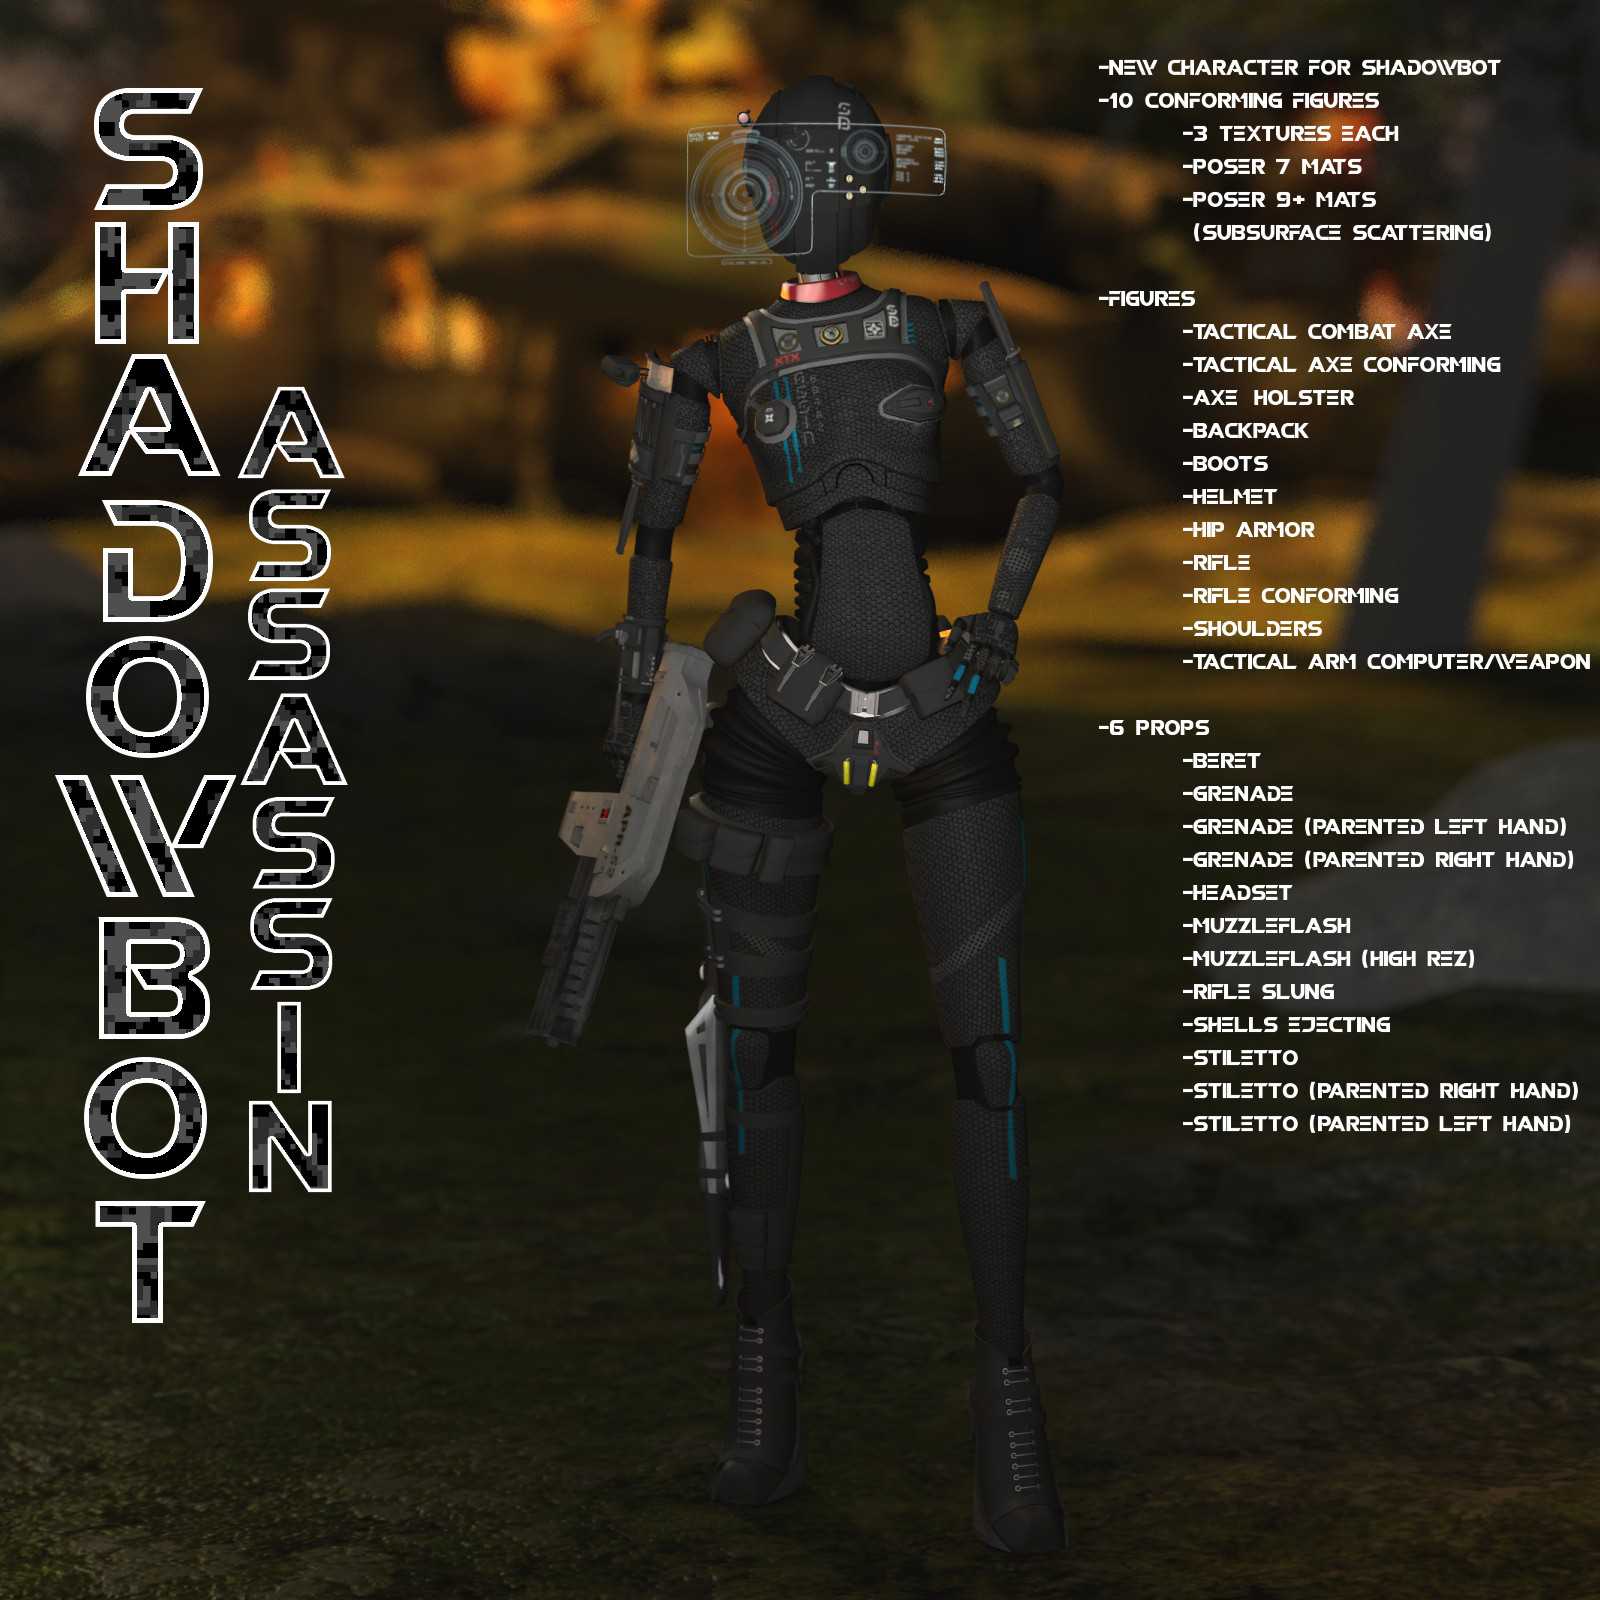 SHADOWBOT
ASSASSIN
-NEW CHARACTER FOR SHADOWBOT
-10 CONFORMING FIGURES
-3 TEXTURES EACH
-POSER 7 MATS
-POSER 9+ MATS
(SUBSURFACE SCATTERING)
-FIGURES
-TACTICAL COMBAT AXE
-TACTICAL AXE CONFORMING
-AXE HOLSTER
-BACKPACK
-BOOTS
-HELMET
-HIP ARMOR
-RIFLE
-RIFLE CONFORMING
-SHOULDERS
-TACTICAL ARM COMPUTER/WEAPON
-6 PROPS
-BERET
-GRENADE
-GRENADE (PARENTED LEFT HAND)
-GRENADE (PARENTED RIGHT HAND)
-HEADSET
-MUZZLEFLASH
-MUZZLEFLASH (HIGH REZ)
-RIFLE SLUNG
-SHELLS EJECTING
-STILETTO
-STILETTO (PARENTED RIGHT HAND)
-STILETTO (PARENTED LEFT HAND)
XTX